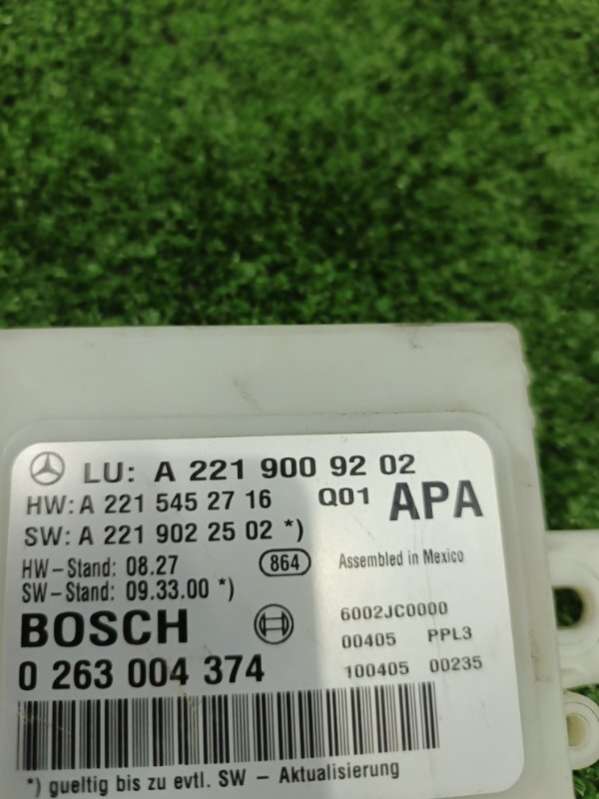 LU: A 221 900 92 02
HW: A 221 545 27 16 Q01 APA
SW: A 221 902 25 02 *)
HW-Stand: 08.27 864 Assembled in Mexico
SW-Stand: 09.33.00 *)
BOSCH 6002JC0000
00405 PPL3
0 263 004 374 100405 00235
*) gueltig bis zu evtl. SW - Aktualisierung